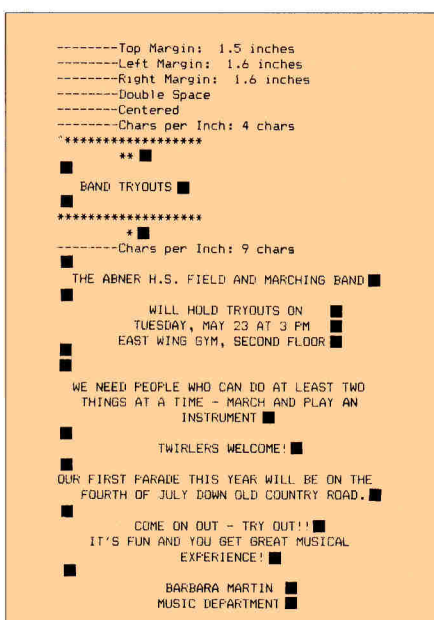 --------Top Margin: 1.5 inches
--------Left Margin: 1.6 inches
--------Right Margin: 1.6 inches
--------Double Space
--------Centered
--------Chars per Inch: 4 chars
"******************
** ■
■
BAND TRYOUTS ■
■
*******************
* ■
--------Chars per Inch: 9 chars
■
THE ABNER H.S. FIELD AND MARCHING BAND ■
■
WILL HOLD TRYOUTS ON ■
TUESDAY, MAY 23 AT 3 PM ■
EAST WING GYM, SECOND FLOOR ■
■
■
WE NEED PEOPLE WHO CAN DO AT LEAST TWO
THINGS AT A TIME - MARCH AND PLAY AN
INSTRUMENT ■
■
TWIRLERS WELCOME! ■
■
OUR FIRST PARADE THIS YEAR WILL BE ON THE
FOURTH OF JULY DOWN OLD COUNTRY ROAD. ■
■
COME ON OUT - TRY OUT!! ■
IT'S FUN AND YOU GET GREAT MUSICAL
EXPERIENCE! ■
■
BARBARA MARTIN ■
MUSIC DEPARTMENT ■